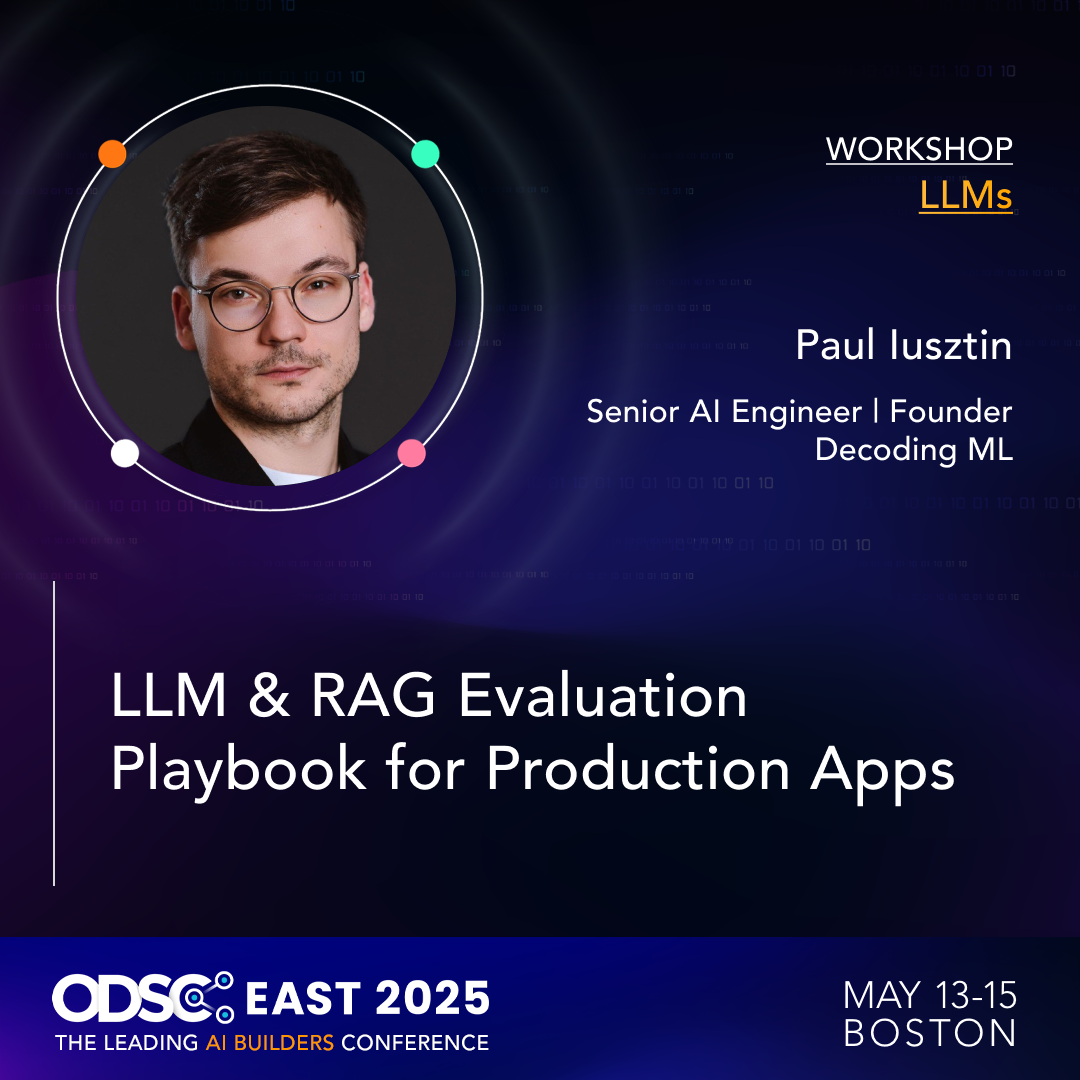 WORKSHOP
LLMs
Paul Iusztin
Senior AI Engineer | Founder
Decoding ML
LLM & RAG Evaluation
Playbook for Production Apps
ODSC EAST 2025
THE LEADING AI BUILDERS CONFERENCE
MAY 13-15
BOSTON